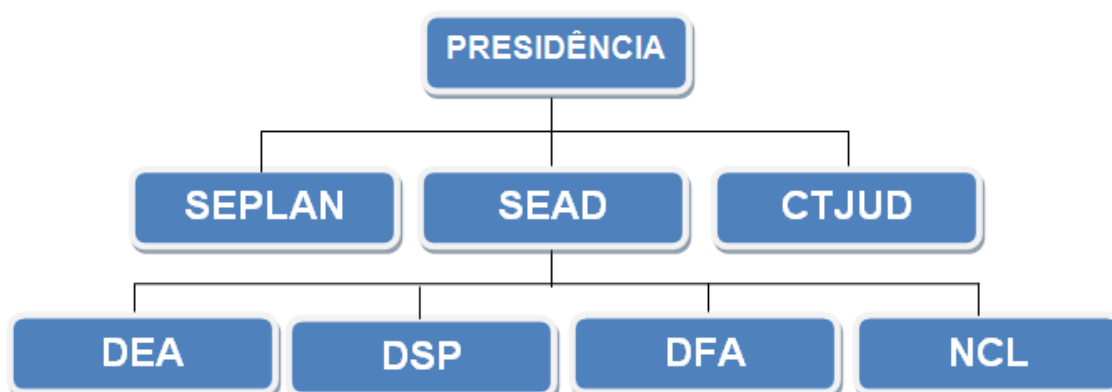 PRESIDÊNCIA
SEPLAN SEAD CTJUD
DEA DSP DFA NCL